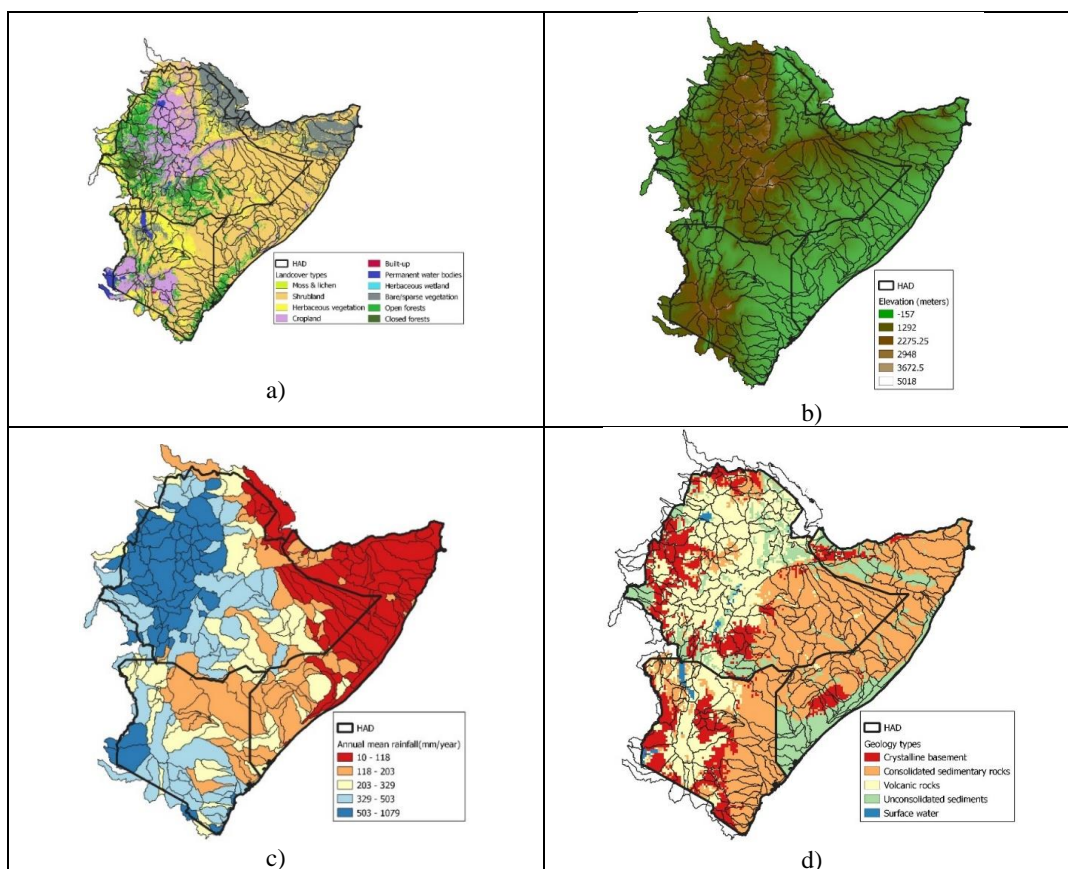 HAD
Landcover types
Moss & lichen
Shrubland
Herbaceous vegetation
Cropland
Built-up
Permanent water bodies
Herbaceous wetland
Bare/sparse vegetation
Open forests
Closed forests
a)
HAD
Elevation (meters)
-157
1292
2275.25
2948
3672.5
5018
b)
HAD
Annual mean rainfall(mm/year)
10 - 118
118 - 203
203 - 329
329 - 503
503 - 1079
c)
HAD
Geology types
Crystalline basement
Consolidated sedimentary rocks
Volcanic rocks
Unconsolidated sediments
Surface water
d)